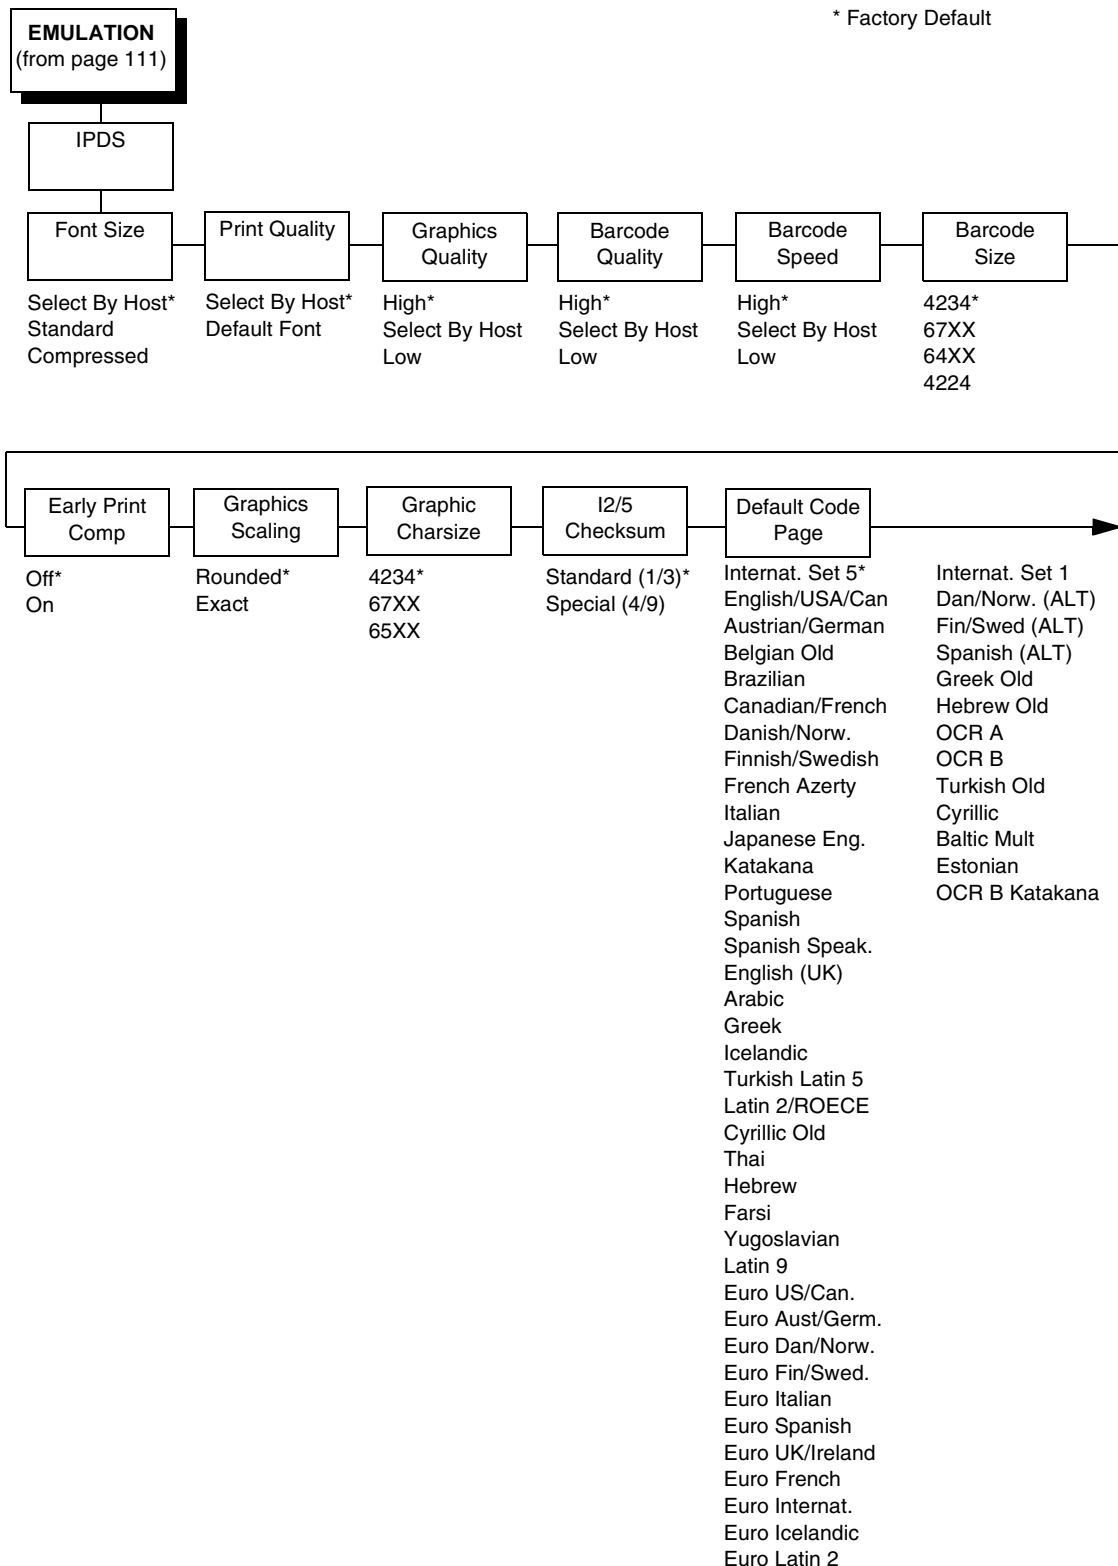 * Factory Default
EMULATION
(from page 111)
IPDS
Font Size
Select By Host*
Standard
Compressed
Print Quality
Select By Host*
Default Font
Graphics
Quality
High*
Select By Host
Low
Barcode
Quality
High*
Select By Host
Low
Barcode
Speed
High*
Select By Host
Low
Barcode
Size
4234*
67XX
64XX
4224
Early Print
Comp
Off*
On
Graphics
Scaling
Rounded*
Exact
Graphic
Charsize
4234*
67XX
65XX
I2/5
Checksum
Standard (1/3)*
Special (4/9)
Default Code
Page
Internat. Set 5*
English/USA/Can
Austrian/German
Belgian Old
Brazilian
Canadian/French
Danish/Norw.
Finnish/Swedish
French Azerty
Italian
Japanese Eng.
Katakana
Portuguese
Spanish
Spanish Speak.
English (UK)
Arabic
Greek
Icelandic
Turkish Latin 5
Latin 2/ROECE
Cyrillic Old
Thai
Hebrew
Farsi
Yugoslavian
Latin 9
Euro US/Can.
Euro Aust/Germ.
Euro Dan/Norw.
Euro Fin/Swed.
Euro Italian
Euro Spanish
Euro UK/Ireland
Euro French
Euro Internat.
Euro Icelandic
Euro Latin 2
Internat. Set 1
Dan/Norw. (ALT)
Fin/Swed (ALT)
Spanish (ALT)
Greek Old
Hebrew Old
OCR A
OCR B
Turkish Old
Cyrillic
Baltic Mult
Estonian
OCR B Katakana